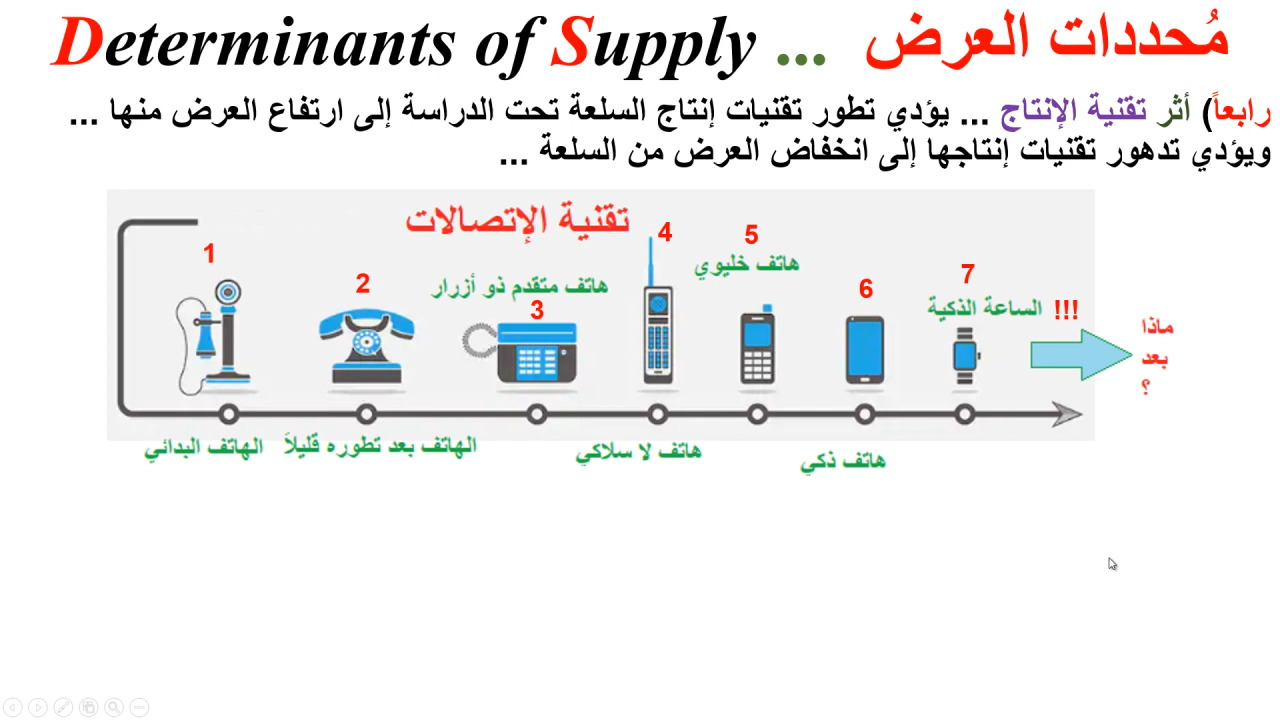 مُحددات العرض ... Determinants of Supply
رابعاً) أثر تقنية الإنتاج ... يؤدي تطور تقنيات إنتاج السلعة تحت الدراسة إلى ارتفاع العرض منها ...
ويؤدي تدهور تقنيات إنتاجها إلى انخفاض العرض من السلعة ...
تقنية الإتصالات
1
2
هاتف متقدم ذو أزرار
3
4
5
هاتف خليوي
6
7
الساعة الذكية !!!
ماذا
بعد
؟
الهاتف البدائي
الهاتف بعد تطوره قليلاً
هاتف لا سلاكي
هاتف ذكي